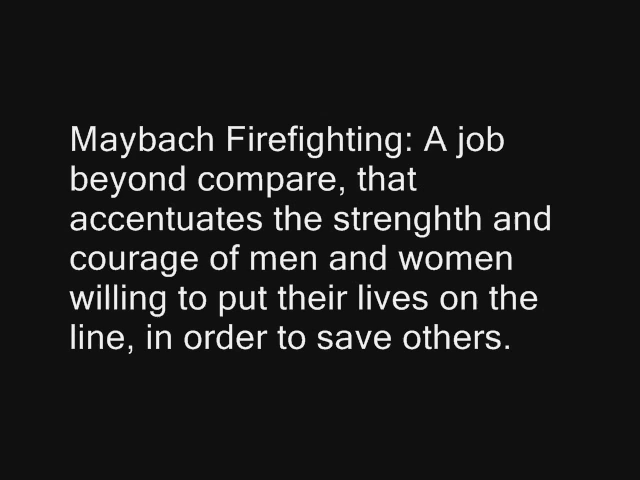 Maybach Firefighting: A job
beyond compare, that
accentuates the strenghth and
courage of men and women
willing to put their lives on the
line, in order to save others.